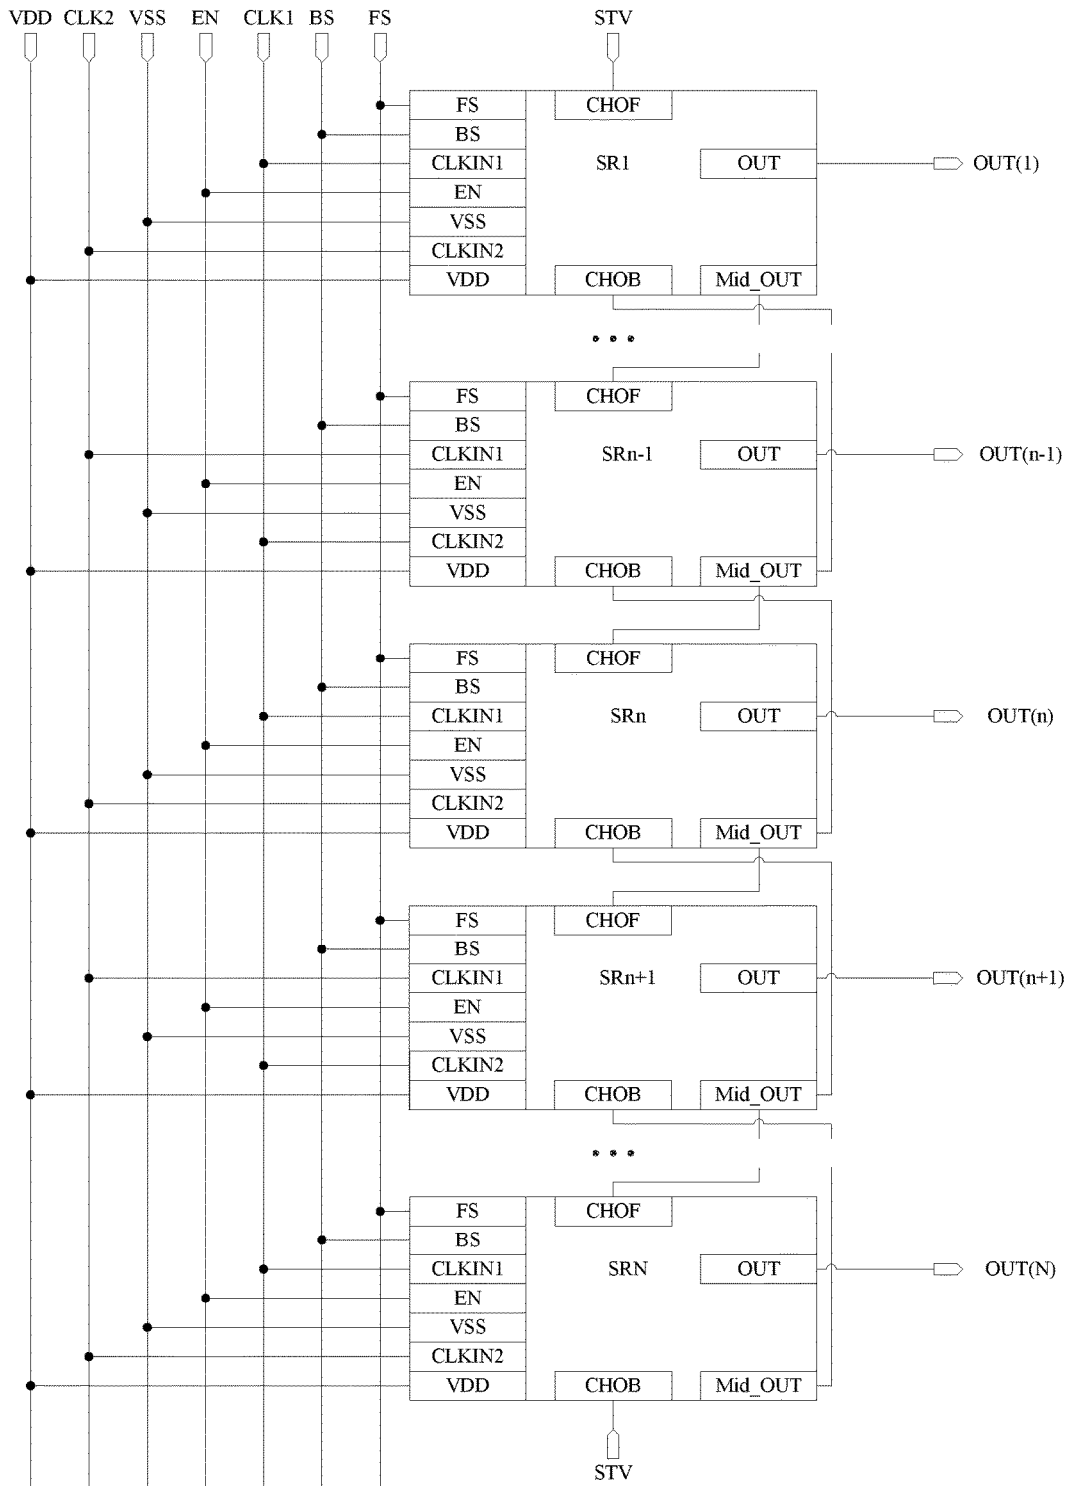 VDD CLK2 VSS EN CLK1 BS FS STV
FS CHOF
BS
CLKIN1 SR1 OUT OUT(1)
EN
VSS
CLKIN2
VDD CHOB Mid_OUT
FS CHOF
BS
CLKIN1 SRn-1 OUT OUT(n-1)
EN
VSS
CLKIN2
VDD CHOB Mid_OUT
FS CHOF
BS
CLKIN1 SRn OUT OUT(n)
EN
VSS
CLKIN2
VDD CHOB Mid_OUT
FS CHOF
BS
CLKIN1 SRn+1 OUT OUT(n+1)
EN
VSS
CLKIN2
VDD CHOB Mid_OUT
FS CHOF
BS
CLKIN1 SRN OUT OUT(N)
EN
VSS
CLKIN2
VDD CHOB Mid_OUT
STV